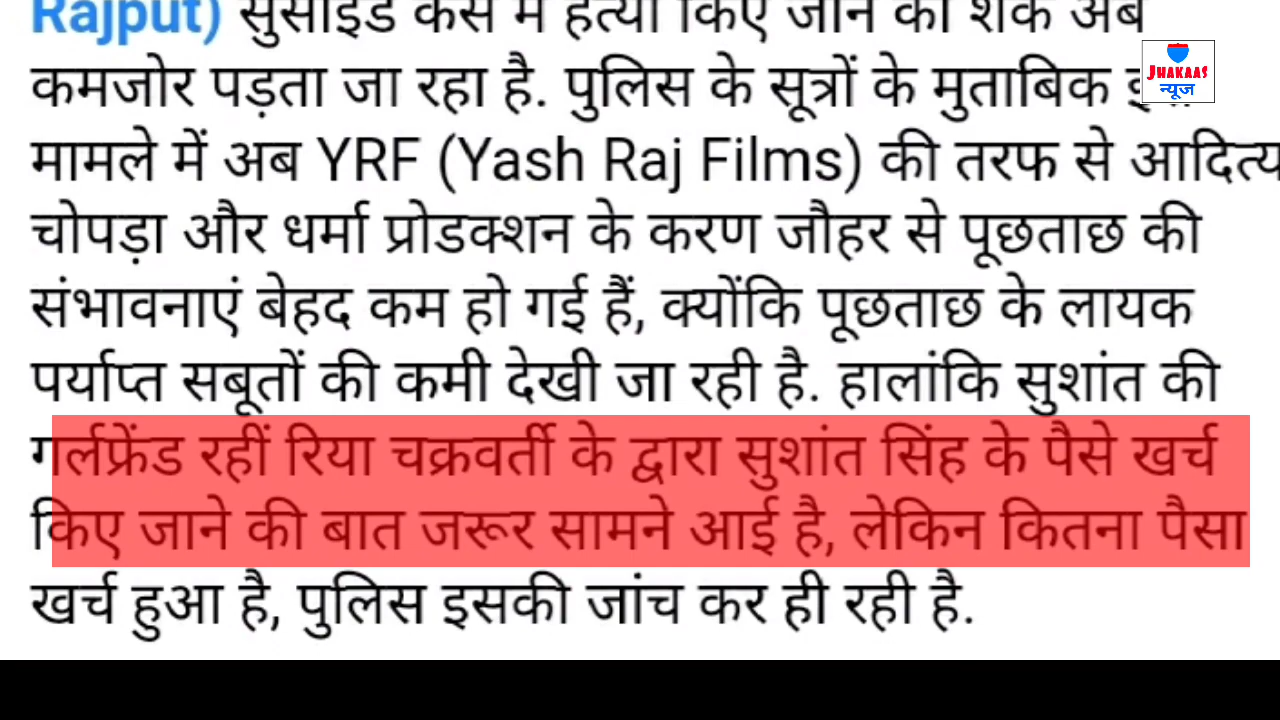 Rajput) सुसाइड केस में हत्या किए जाने का शक अब
कमजोर पड़ता जा रहा है. पुलिस के सूत्रों के मुताबिक
JHAKAAS
न्यूज
मामले में अब YRF (Yash Raj Films) की तरफ से आदित्य
चोपड़ा और धर्मा प्रोडक्शन के करण जौहर से पूछताछ की
संभावनाएं बेहद कम हो गई हैं, क्योंकि पूछताछ के लायक
पर्याप्त सबूतों की कमी देखी जा रही है. हालांकि सुशांत की
गर्लफ्रेंड रहीं रिया चक्रवर्ती के द्वारा सुशांत सिंह के पैसे खर्च
किए जाने की बात जरूर सामने आई है, लेकिन कितना पैसा
खर्च हुआ है, पुलिस इसकी जांच कर ही रही है.